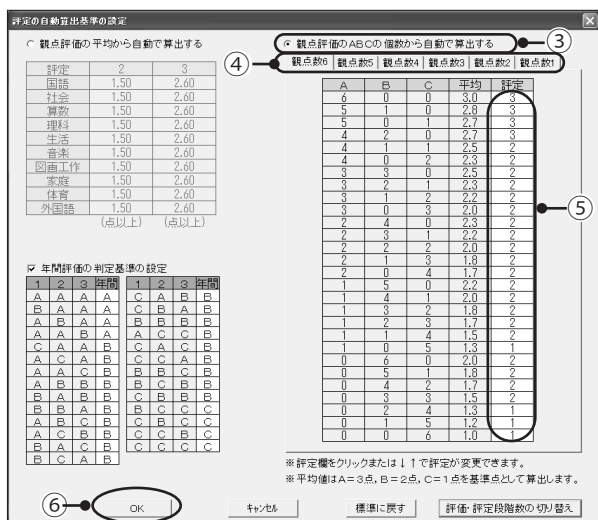 評定の自動算出基準の設定
観点評価の平均から自動で算出する
評定 2 3
国語 1.50 2.60
社会 1.50 2.60
算数 1.50 2.60
理科 1.50 2.60
生活 1.50 2.60
音楽 1.50 2.60
図画工作 1.50 2.60
家庭 1.50 2.60
体育 1.50 2.60
外国語 1.50 2.60
(点以上) (点以上)
年間評価の判定基準の設定
1 2 3 年間
A A A A
B A A A
A B A A
A A B A
C A A B
A C A B
A A C B
A B B B
B A B B
B B A B
A B C B
A C B B
B A C B
B C A B
1 2 3 年間
C A B B
C B A B
B B B B
A C C B
C A C B
C C A B
C B B B
B C B B
B B C B
B C C C
C B C C
C C B C
C C C C
③
観点評価のABCの個数から自動で算出する
④
観点数6 観点数5 観点数4 観点数3 観点数2 観点数1
A B C 平均 評定
6 0 0 3.0 3
5 1 0 2.8 3
5 0 1 2.7 3
4 2 0 2.7 3
4 1 1 2.5 2
4 0 2 2.3 2
3 3 0 2.5 2
3 2 1 2.3 2
3 1 2 2.2 2
3 0 3 2.0 2
2 4 0 2.3 2
2 3 1 2.2 2
2 2 2 2.0 2
2 1 3 1.8 2
2 0 4 1.7 2
1 5 0 2.2 2
1 4 1 2.0 2
1 3 2 1.8 2
1 2 3 1.7 2
1 1 4 1.5 2
1 0 5 1.3 1
0 6 0 2.0 2
0 5 1 1.8 2
0 4 2 1.7 2
0 3 3 1.5 2
0 2 4 1.3 1
0 1 5 1.2 1
0 0 6 1.0 1
⑤
※評定欄をクリックまたは↓↑で評定が変更できます。
※平均値はA=3点,B=2点,C=1点を基準点として算出します。
⑥
OK キャンセル 標準に戻す 評価・評定段階数の切り替え